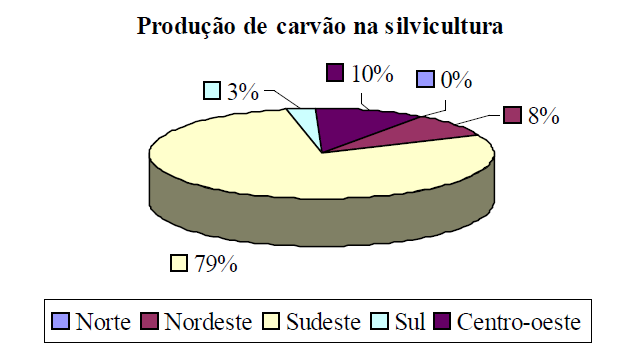 Produção de carvão na silvicultura
10%
0%
3%
8%
79%
Norte Nordeste Sudeste Sul Centro-oeste